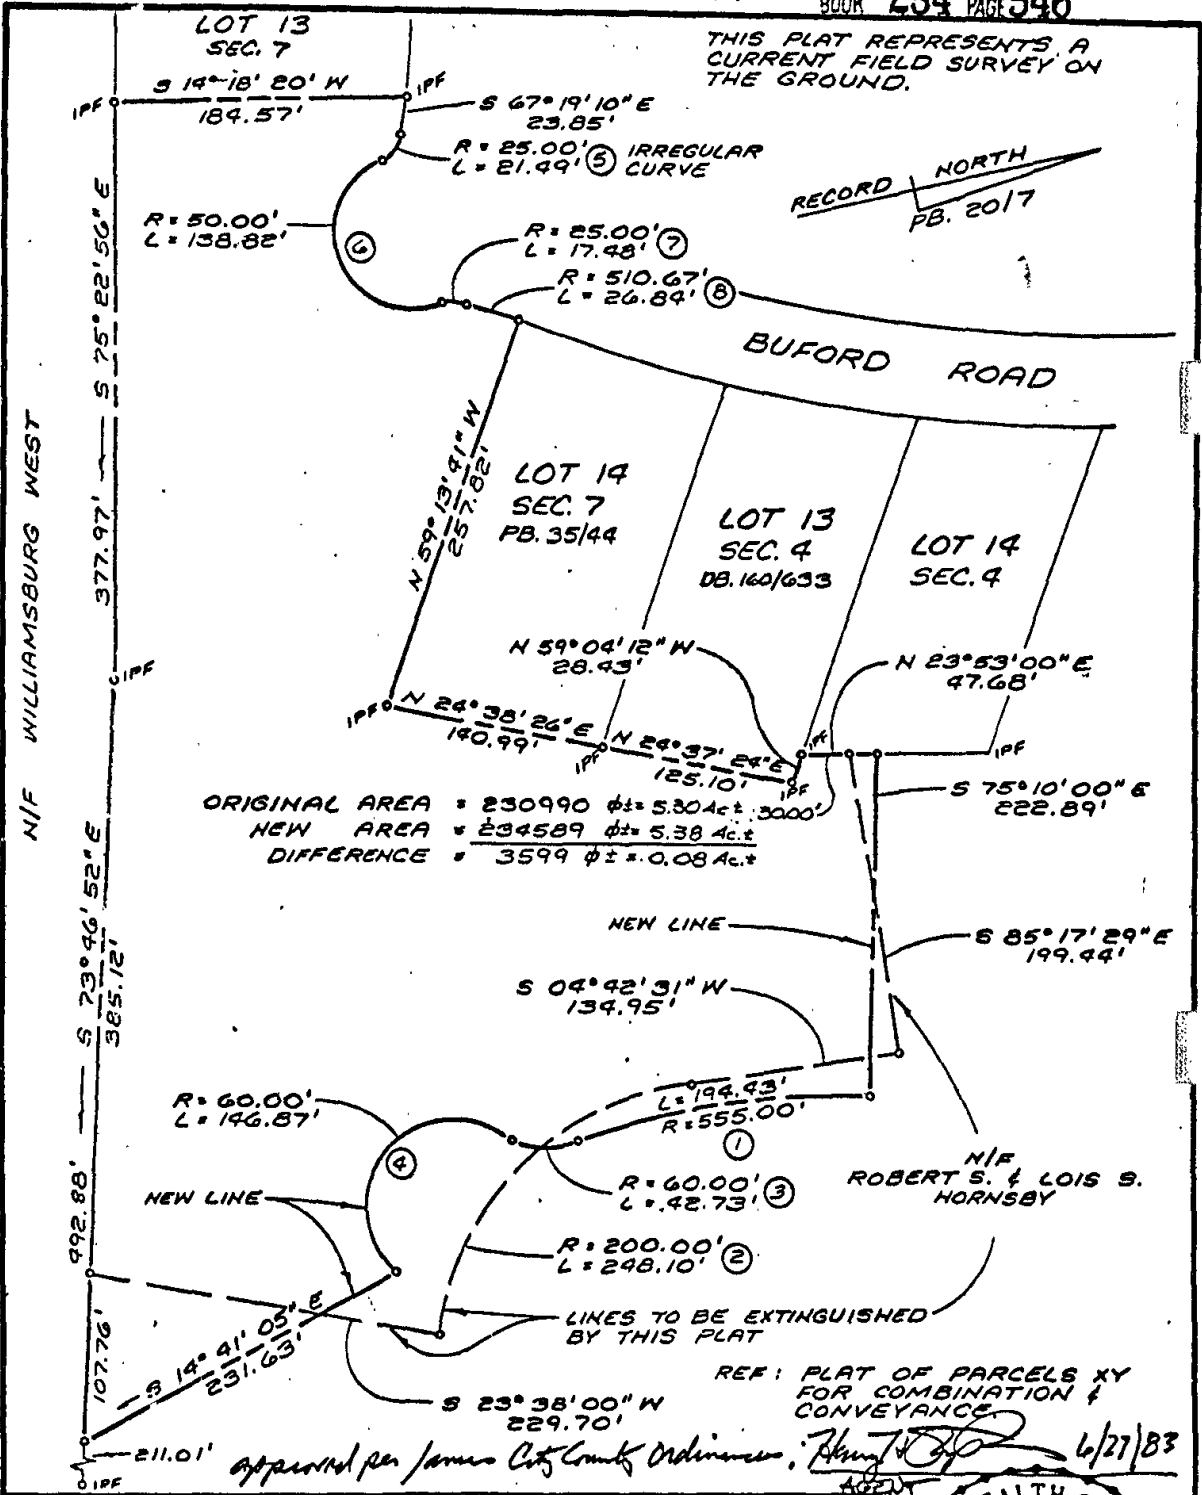 BOOK 234 PAGE 546
LOT 13
SEC. 7
THIS PLAT REPRESENTS A
CURRENT FIELD SURVEY ON
THE GROUND.
S 14°-18' 20" W
184.57'
IPF
IPF
S 67°19'10" E
23.85'
R = 25.00' ⑤ IRREGULAR
L = 21.49' CURVE
RECORD NORTH
PB. 20/7
R = 50.00'
L = 138.82'
⑥
R = 25.00' ⑦
L = 17.48'
R = 510.67' ⑧
L = 26.84'
BUFORD ROAD
S 75° 22' 56" E
377.97'
N/F WILLIAMSBURG WEST
N 59° 13' 41" W
257.82'
LOT 14
SEC. 7
PB. 35/44
LOT 13
SEC. 4
DB. 160/633
LOT 14
SEC. 4
N 59°04'12" W
28.43'
N 23°53'00" E
47.68'
IPF
IPF
N 24° 38' 26" E
140.99'
IPF
N 24° 37' 24" E
125.10'
IPF
IPF
IPF
ORIGINAL AREA = 230990 ϕ± = 5.30 Ac.±
30.00'
NEW AREA = 234589 ϕ± = 5.38 Ac.±
DIFFERENCE = 3599 ϕ± = 0.08 Ac.±
S 75°10'00" E
222.89'
NEW LINE
S 85°17'29" E
199.44'
S 73°46' 52" E
385.12'
S 04°42'31" W
134.95'
R = 60.00'
L = 146.87'
④
L = 194.43'
R = 555.00'
①
R = 60.00' ③
L = 42.73'
N/F
ROBERT S. & LOIS S.
HORNSBY
492.88'
NEW LINE
R = 200.00' ②
L = 248.10'
LINES TO BE EXTINGUISHED
BY THIS PLAT
107.76'
S 14° 41' 05" E
231.63'
S 23°38'00" W
229.70'
REF: PLAT OF PARCELS XY
FOR COMBINATION &
CONVEYANCE.
211.01'
IPF
approved per James City County Ordinances; 6/27/83
AGENT